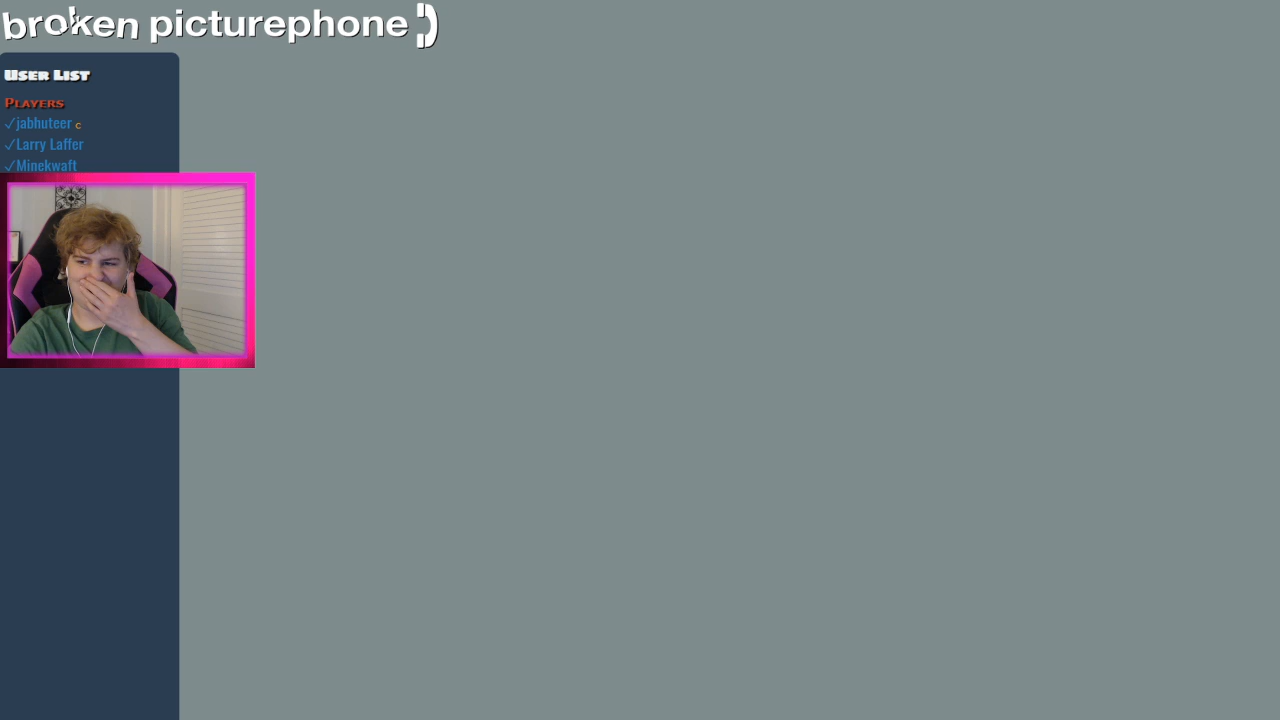 broken picturephone
User List
Players
✓jabhuteer c
✓Larry Laffer
✓Minekwaft